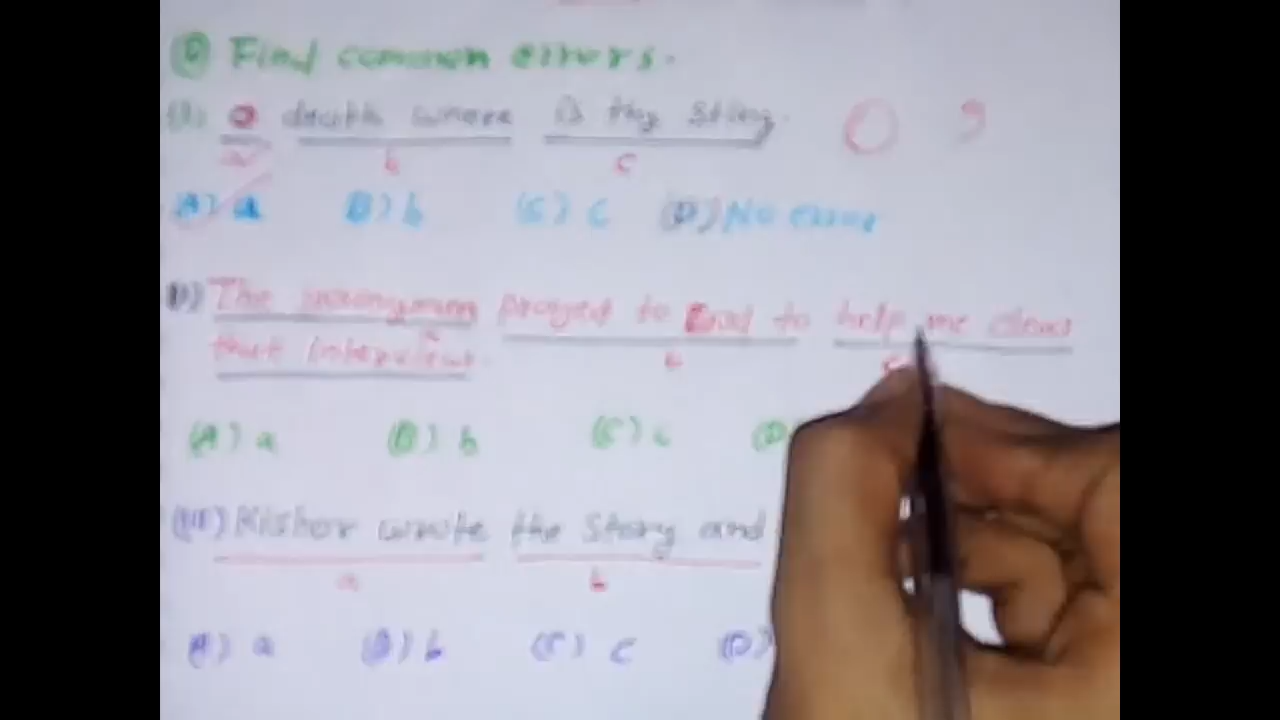 Find common errors.
(I) O death where is thy sting. O ,
a b c
(A) a (B) b (C) c (D) No error
II) The young men prayed to God to help me clear
that interview.
b c
(A) a (B) b (C) c (D
(III) Kishor wrote the story and
a b
(A) a (B) b (C) c (D)